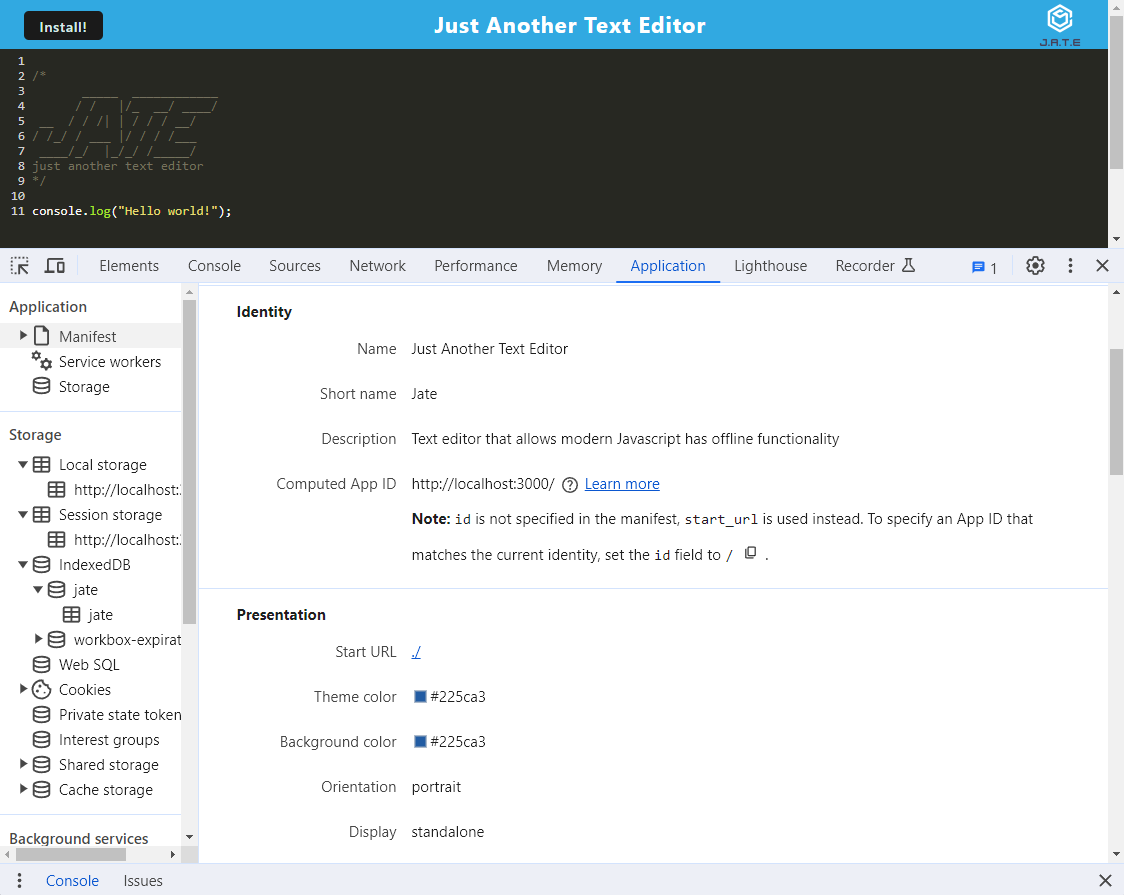 Install!
Just Another Text Editor
J.A.T.E
1
2 /*
3         _____  ____________
4        / /   |/_  __/ ____/
5   __  / / /| | / / / __/
6  / /_/ / ___ |/ / / /___
7   ____/_/  |_/_/ /_____/
8 just another text editor
9 */
10
11 console.log("Hello world!");
Elements Console Sources Network Performance Memory Application Lighthouse Recorder 1
Application
Manifest
Service workers
Storage
Storage
Local storage
http://localhost:
Session storage
http://localhost:
IndexedDB
jate
jate
workbox-expirat
Web SQL
Cookies
Private state token
Interest groups
Shared storage
Cache storage
Background services
Identity
Name Just Another Text Editor
Short name Jate
Description Text editor that allows modern Javascript has offline functionality
Computed App ID http://localhost:3000/ Learn more
Note: id is not specified in the manifest, start_url is used instead. To specify an App ID that
matches the current identity, set the id field to / .
Presentation
Start URL ./
Theme color #225ca3
Background color #225ca3
Orientation portrait
Display standalone
Console Issues